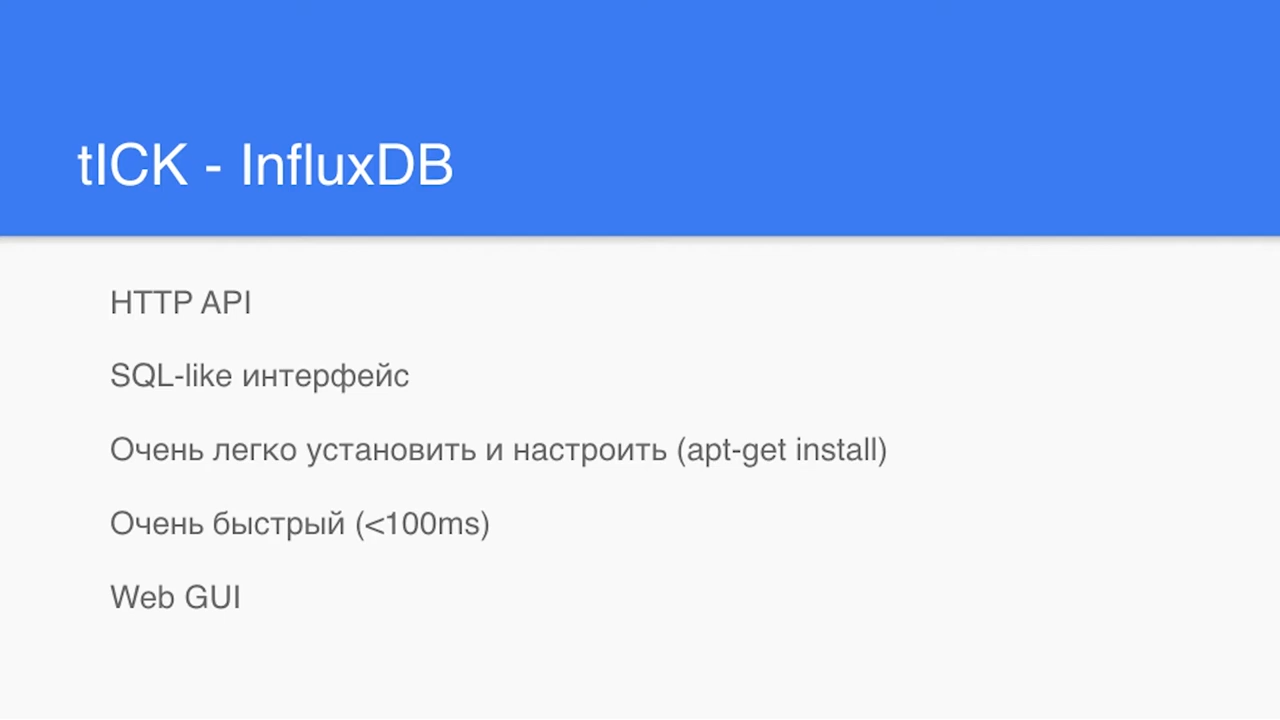 tICK - InfluxDB
HTTP API
SQL-like интерфейс
Очень легко установить и настроить (apt-get install)
Очень быстрый (<100ms)
Web GUI